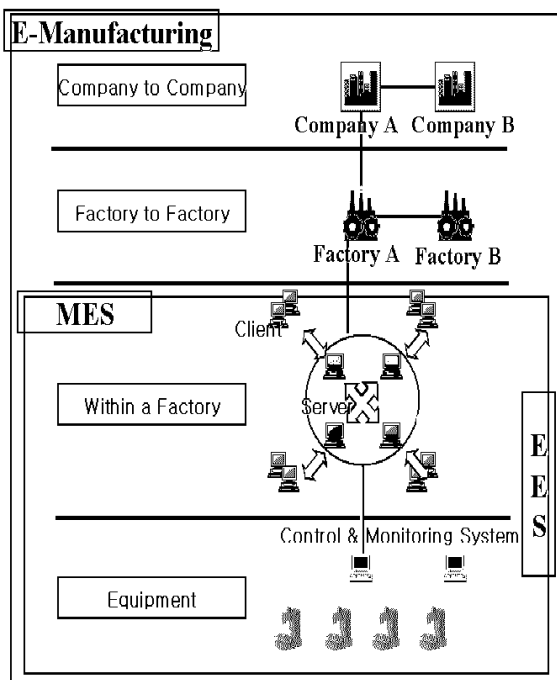 E-Manufacturing
Company to Company
Company A Company B
Factory to Factory
Factory A Factory B
MES
Client
Within a Factory
Server
E
E
S
Control & Monitoring System
Equipment